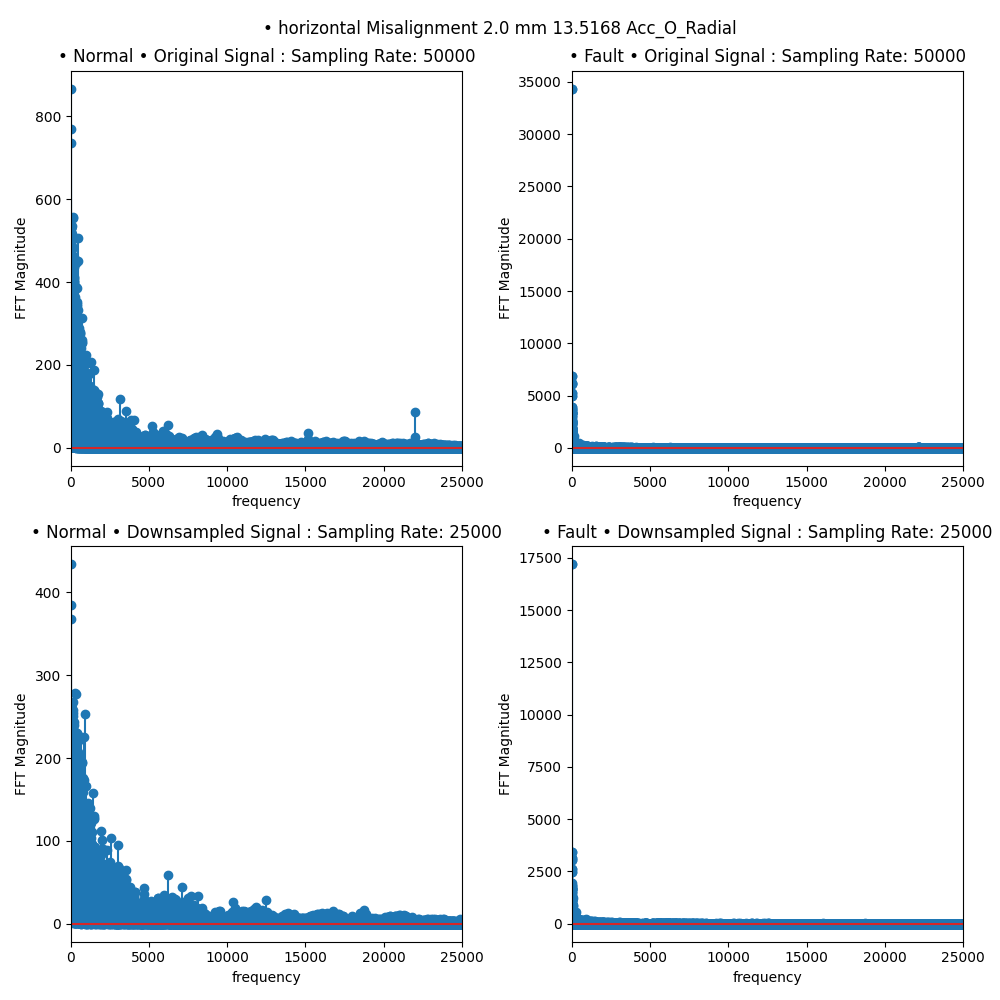 • horizontal Misalignment 2.0 mm 13.5168 Acc_O_Radial
• Normal • Original Signal : Sampling Rate: 50000
800
600
400
200
0
FFT Magnitude
0 5000 10000 15000 20000 25000
frequency
• Fault • Original Signal : Sampling Rate: 50000
35000
30000
25000
20000
15000
10000
5000
0
FFT Magnitude
0 5000 10000 15000 20000 25000
frequency
• Normal • Downsampled Signal : Sampling Rate: 25000
400
300
200
100
0
FFT Magnitude
0 5000 10000 15000 20000 25000
frequency
• Fault • Downsampled Signal : Sampling Rate: 25000
17500
15000
12500
10000
7500
5000
2500
0
FFT Magnitude
0 5000 10000 15000 20000 25000
frequency